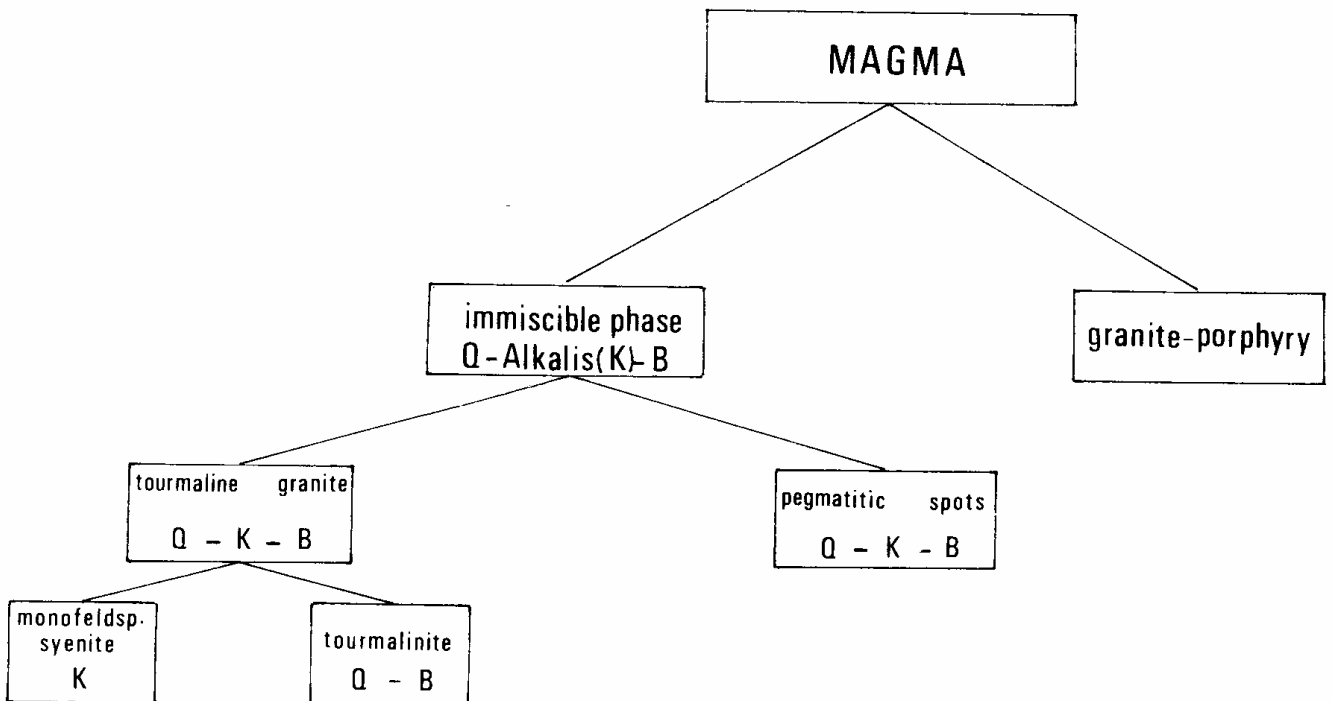 MAGMA
immiscible phase
Q-Alkalis(K)-B
granite-porphyry
tourmaline granite
Q - K - B
pegmatitic spots
Q - K - B
monofeldsp.
syenite
K
tourmalinite
Q - B